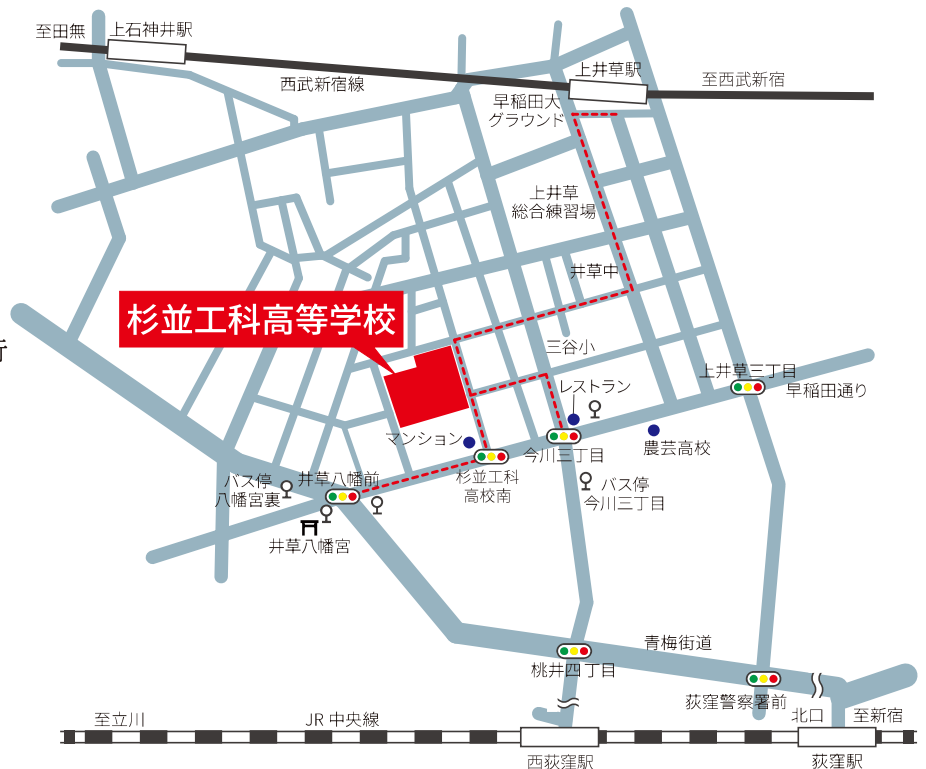 至田無
上石神井駅
西武新宿線
上井草駅
至西武新宿
早稲田大
グラウンド
上井草
総合練習場
井草中
杉並工科高等学校
三谷小
上井草三丁目
早稲田通り
レストラン
マンション
今川三丁目
農芸高校
バス停
八幡宮裏
井草八幡前
杉並工科
高校南
バス停
今川三丁目
井草八幡宮
青梅街道
桃井四丁目
荻窪警察署前
北口
至新宿
至立川
JR 中央線
西荻窪駅
荻窪駅